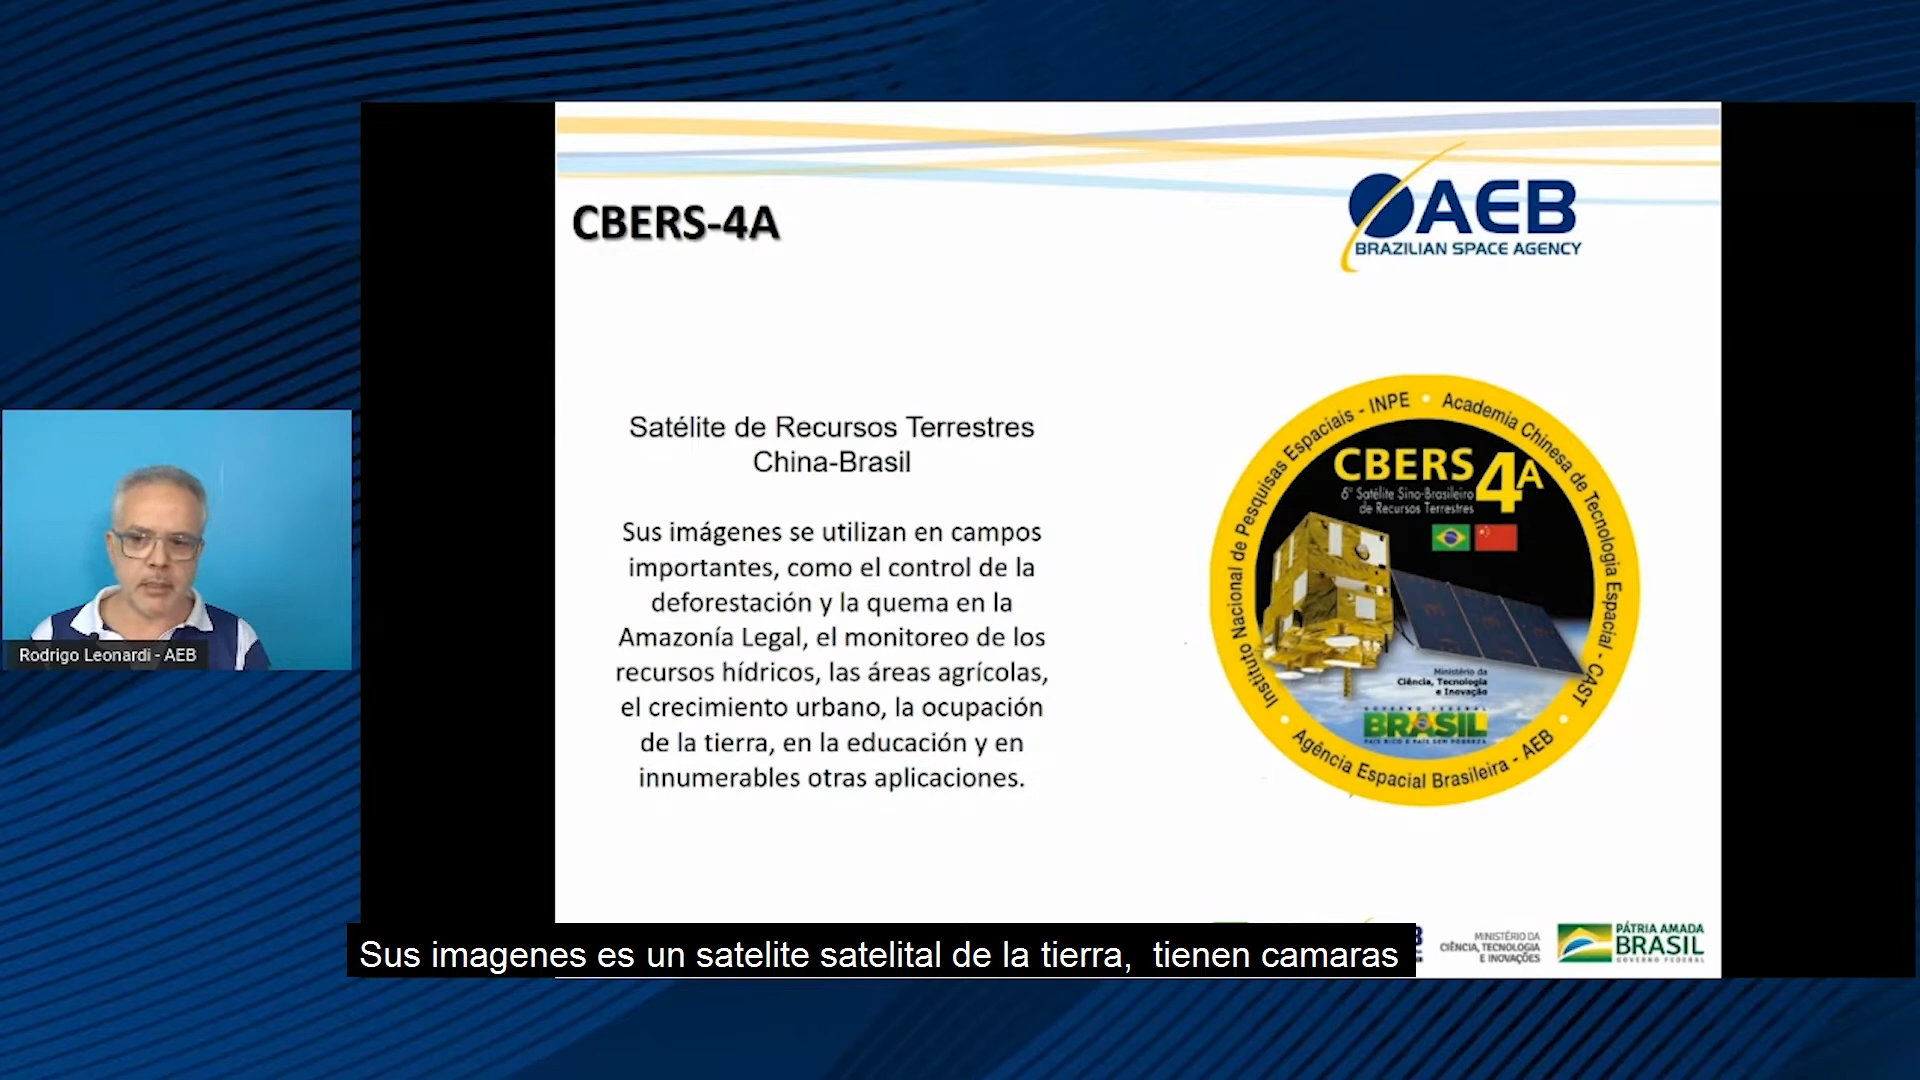 CBERS-4A
AEB
BRAZILIAN SPACE AGENCY
Satélite de Recursos Terrestres
China-Brasil
Sus imágenes se utilizan en campos
importantes, como el control de la
deforestación y la quema en la
Amazonía Legal, el monitoreo de los
recursos hídricos, las áreas agrícolas,
el crecimiento urbano, la ocupación
de la tierra, en la educación y en
innumerables otras aplicaciones.
Instituto Nacional de Pesquisas Espaciais - INPE • Academia Chinesa de Tecnologia Espacial - CAST
CBERS 4A
6º Satélite Sino-Brasileiro
de Recursos Terrestres
Ministério da
Ciência, Tecnologia
e Inovação
GOVERNO FEDERAL
BRASIL
PAÍS RICO É PAÍS SEM POBREZA
• Agência Espacial Brasileira - AEB •
Rodrigo Leonardi - AEB
Sus imagenes es un satelite satelital de la tierra,  tienen camaras
MINISTÉRIO DA
CIÊNCIA, TECNOLOGIA
E INOVAÇÕES
PÁTRIA AMADA
BRASIL
GOVERNO FEDERAL